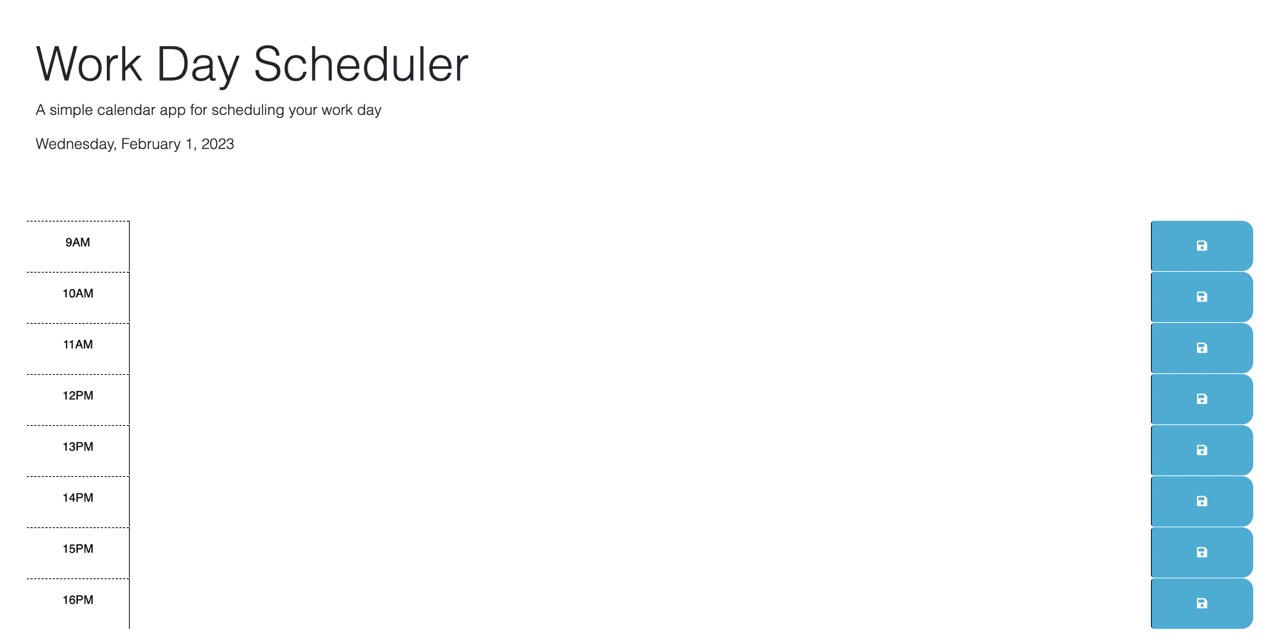 Work Day Scheduler
A simple calendar app for scheduling your work day
Wednesday, February 1, 2023
9AM
10AM
11AM
12PM
13PM
14PM
15PM
16PM